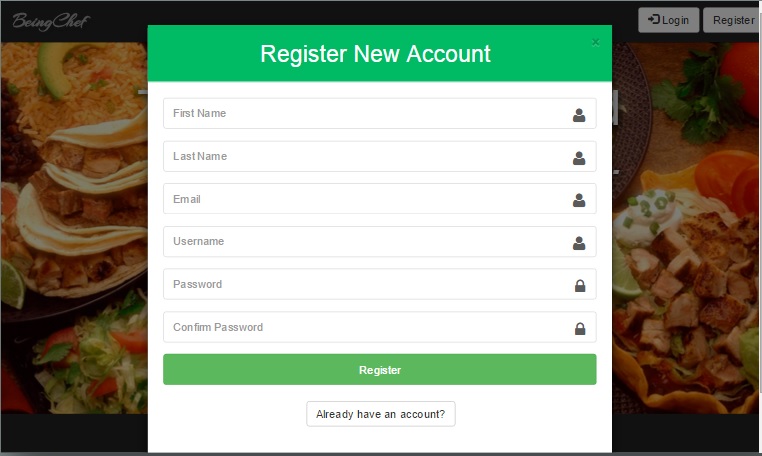 BeingChef
Login
Register
×
Register New Account
First Name
Last Name
Email
Username
Password
Confirm Password
Register
Already have an account?